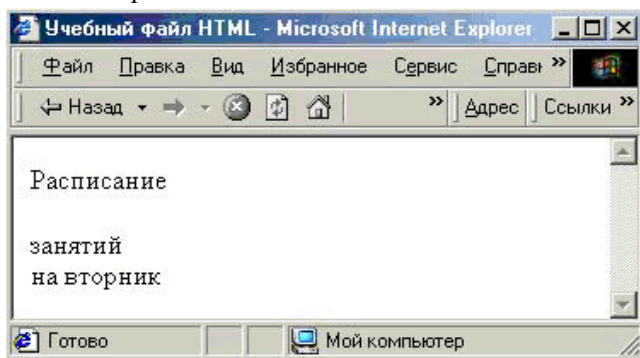 Учебный файл HTML - Microsoft Internet Explorer
Файл Правка Вид Избранное Сервис Справк »
Назад » Адрес Ссылки »
Расписание
занятий
на вторник
Готово Мой компьютер